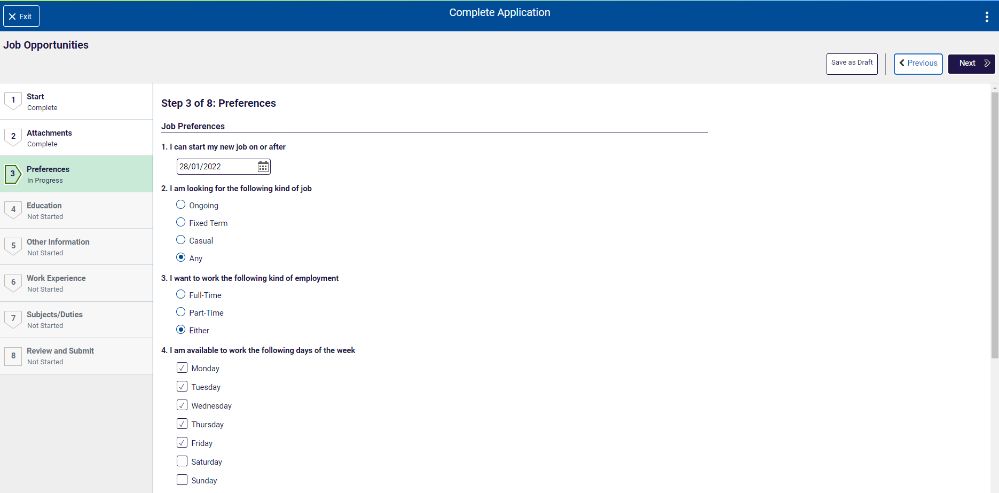 Exit
Complete Application
Job Opportunities
Save as Draft
Previous
Next
1
Start
Complete
2
Attachments
Complete
3
Preferences
In Progress
4
Education
Not Started
5
Other Information
Not Started
6
Work Experience
Not Started
7
Subjects/Duties
Not Started
8
Review and Submit
Not Started
Step 3 of 8: Preferences
Job Preferences
1. I can start my new job on or after
28/01/2022
2. I am looking for the following kind of job
Ongoing
Fixed Term
Casual
Any
3. I want to work the following kind of employment
Full-Time
Part-Time
Either
4. I am available to work the following days of the week
Monday
Tuesday
Wednesday
Thursday
Friday
Saturday
Sunday